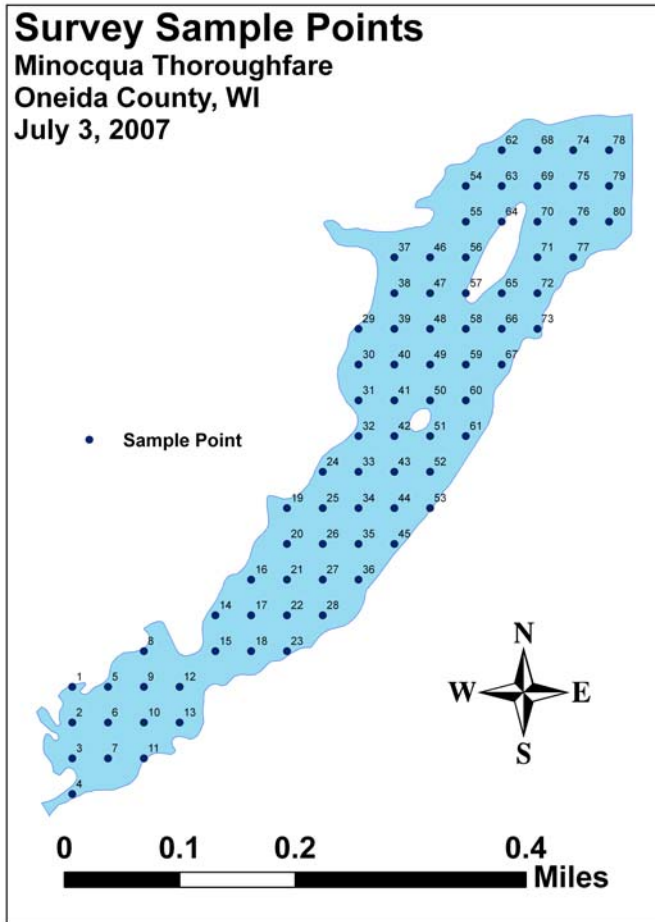 Survey Sample Points
Minocqua Thoroughfare
Oneida County, WI
July 3, 2007
62 68 74 78
54 63 69 75 79
55 64 70 76 80
37 46 56 71 77
38 47 57 65 72
29 39 48 58 66 73
30 40 49 59 67
31 41 50 60
32 42 51 61
Sample Point
24 33 43 52
19 25 34 44 53
20 26 35 45
16 21 27 36
14 17 22 28
8 15 18 23
1 5 9 12
2 6 10 13
3 7 11
4
N
W E
S
0 0.1 0.2 0.4
Miles